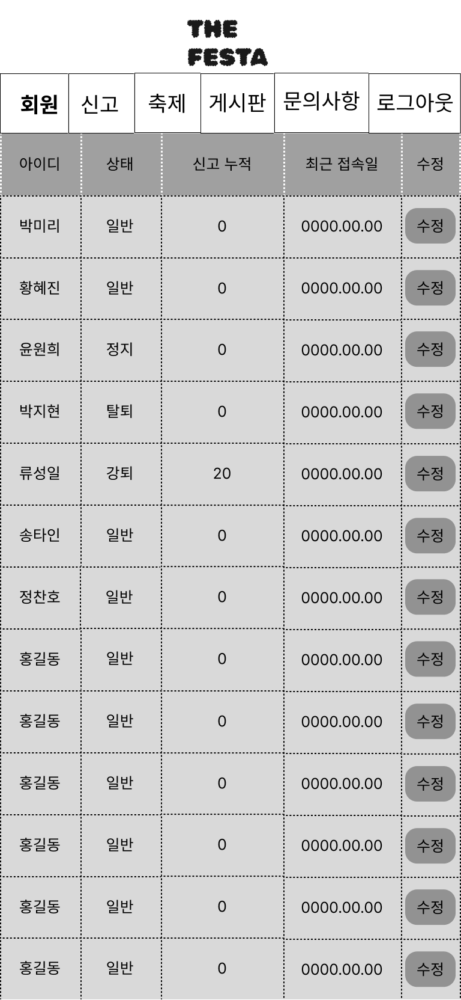 THE
FESTA
회원 신고 축제 게시판 문의사항 로그아웃
아이디 상태 신고 누적 최근 접속일 수정
박미리 일반 0 0000.00.00 수정
황혜진 일반 0 0000.00.00 수정
윤원희 정지 0 0000.00.00 수정
박지현 탈퇴 0 0000.00.00 수정
류성일 강퇴 20 0000.00.00 수정
송타인 일반 0 0000.00.00 수정
정찬호 일반 0 0000.00.00 수정
홍길동 일반 0 0000.00.00 수정
홍길동 일반 0 0000.00.00 수정
홍길동 일반 0 0000.00.00 수정
홍길동 일반 0 0000.00.00 수정
홍길동 일반 0 0000.00.00 수정
홍길동 일반 0 0000.00.00 수정